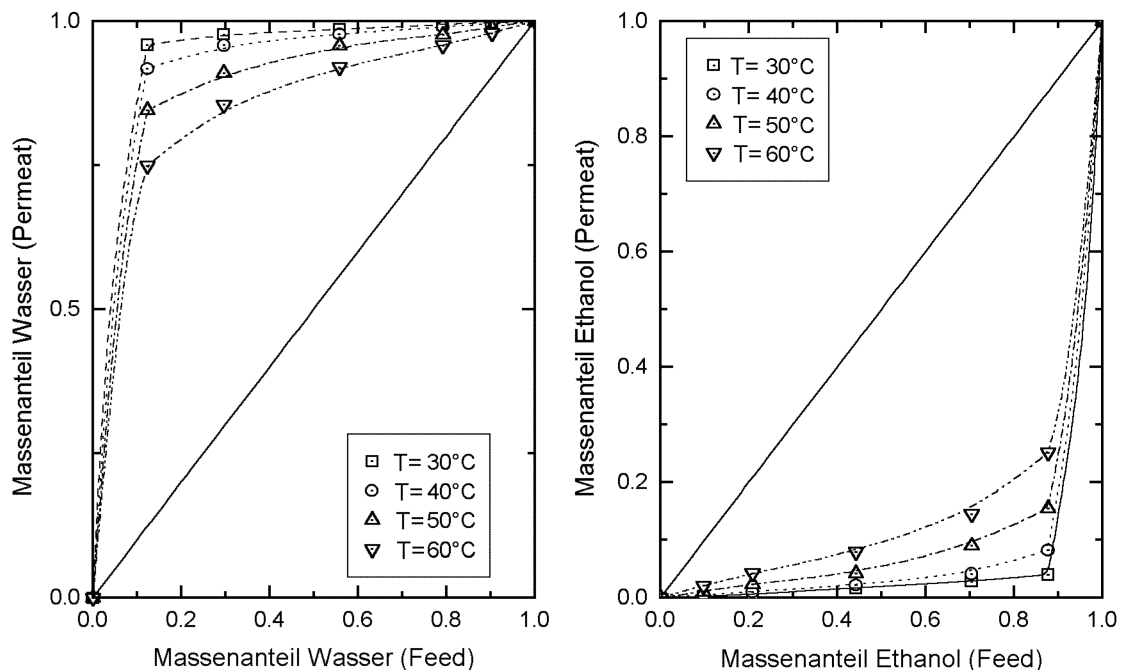 Massenanteil Wasser (Permeat)
1.0
0.5
0.0
0.0 0.2 0.4 0.6 0.8 1.0
Massenanteil Wasser (Feed)
T= 30°C
T= 40°C
T= 50°C
T= 60°C
Massenanteil Ethanol (Permeat)
1.0
0.8
0.6
0.4
0.2
0.0
0.0 0.2 0.4 0.6 0.8 1.0
Massenanteil Ethanol (Feed)
T= 30°C
T= 40°C
T= 50°C
T= 60°C